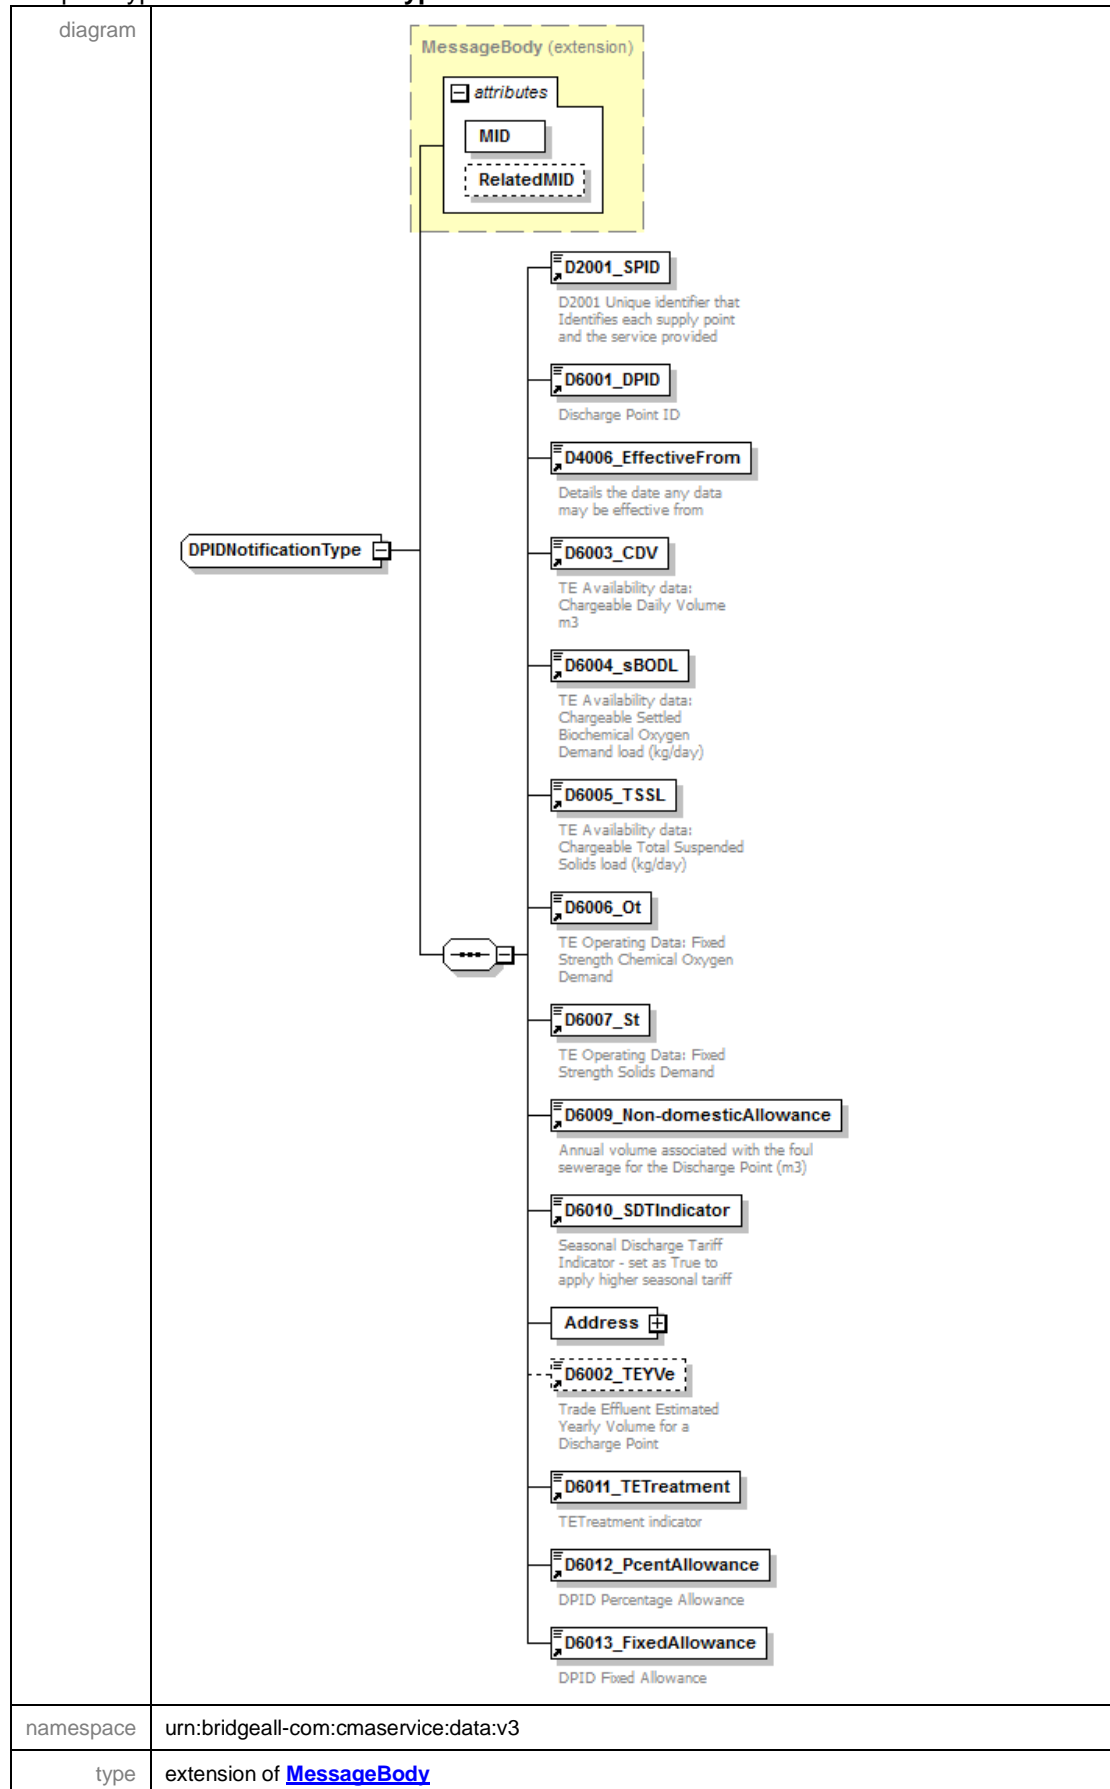 diagram
MessageBody (extension)
attributes
MID
RelatedMID
D2001_SPID
D2001 Unique identifier that
Identifies each supply point
and the service provided
D6001_DPID
Discharge Point ID
D4006_EffectiveFrom
Details the date any data
may be effective from
DPIDNotificationType
D6003_CDV
TE Availability data:
Chargeable Daily Volume
m3
D6004_sBODL
TE Availability data:
Chargeable Settled
Biochemical Oxygen
Demand load (kg/day)
D6005_TSSL
TE Availability data:
Chargeable Total Suspended
Solids load (kg/day)
D6006_Ot
TE Operating Data: Fixed
Strength Chemical Oxygen
Demand
D6007_St
TE Operating Data: Fixed
Strength Solids Demand
D6009_Non-domesticAllowance
Annual volume associated with the foul
sewerage for the Discharge Point (m3)
D6010_SDTIndicator
Seasonal Discharge Tariff
Indicator - set as True to
apply higher seasonal tariff
Address
D6002_TEYVe
Trade Effluent Estimated
Yearly Volume for a
Discharge Point
D6011_TETreatment
TETreatment indicator
D6012_PcentAllowance
DPID Percentage Allowance
D6013_FixedAllowance
DPID Fixed Allowance
namespace urn:bridgeall-com:cmaservice:data:v3
type extension of MessageBody